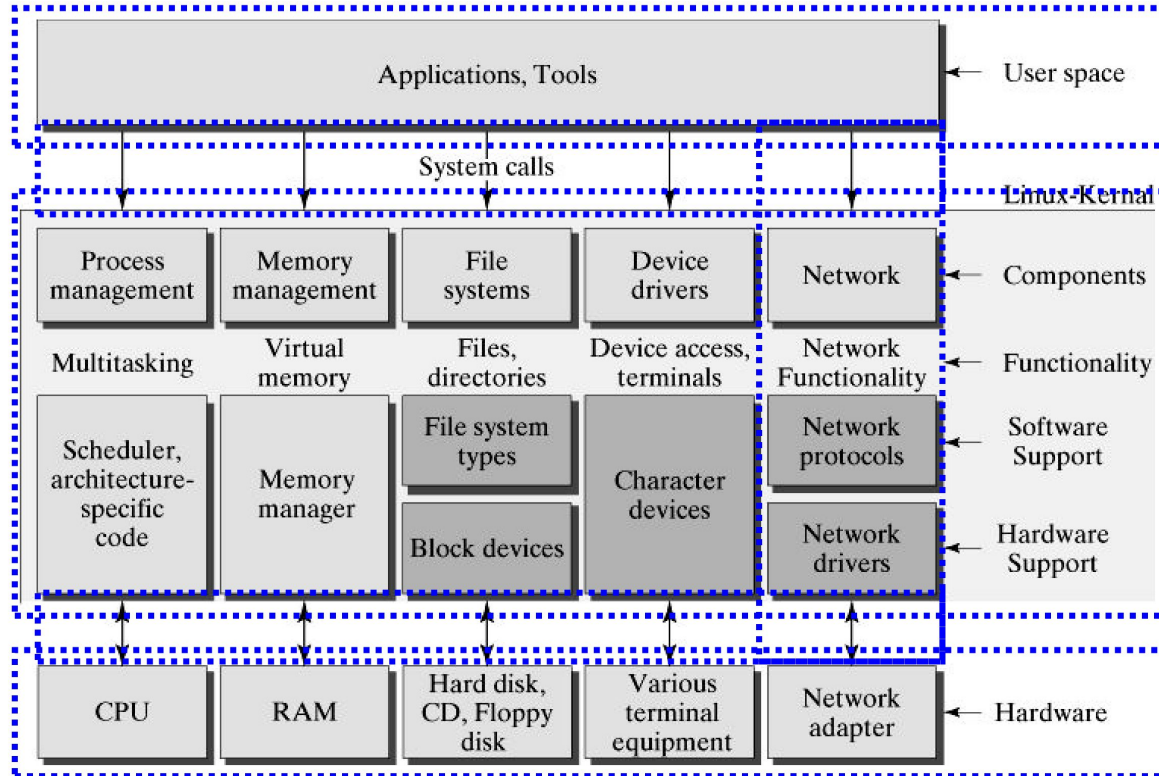 Applications, Tools
User space
System calls
Linux-Kernel
Process
management
Memory
management
File
systems
Device
drivers
Network
Components
Multitasking
Virtual
memory
Files,
directories
Device access,
terminals
Network
Functionality
Functionality
Scheduler,
architecture-
specific
code
Memory
manager
File system
types
Block devices
Character
devices
Network
protocols
Network
drivers
Software
Support
Hardware
Support
CPU
RAM
Hard disk,
CD, Floppy
disk
Various
terminal
equipment
Network
adapter
Hardware